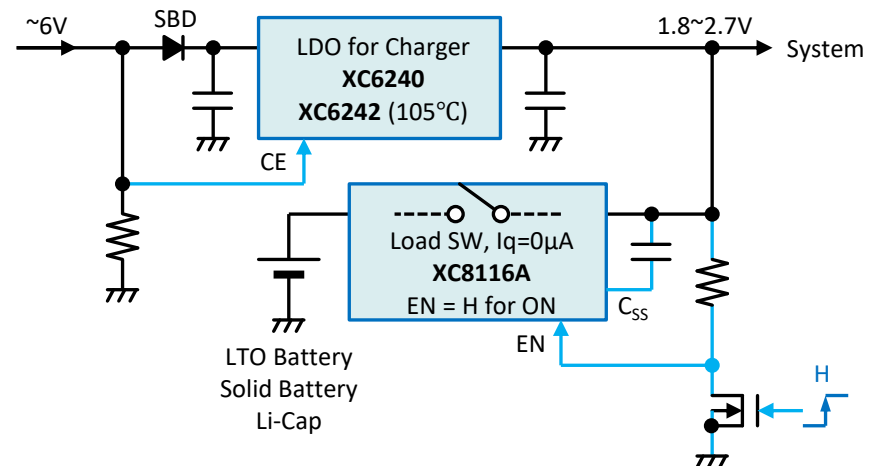 ~6V
SBD
LDO for Charger
XC6240
XC6242 (105℃)
1.8~2.7V
System
CE
Load SW, Iq=0µA
XC8116A
EN = H for ON
CSS
EN
LTO Battery
Solid Battery
Li-Cap
H